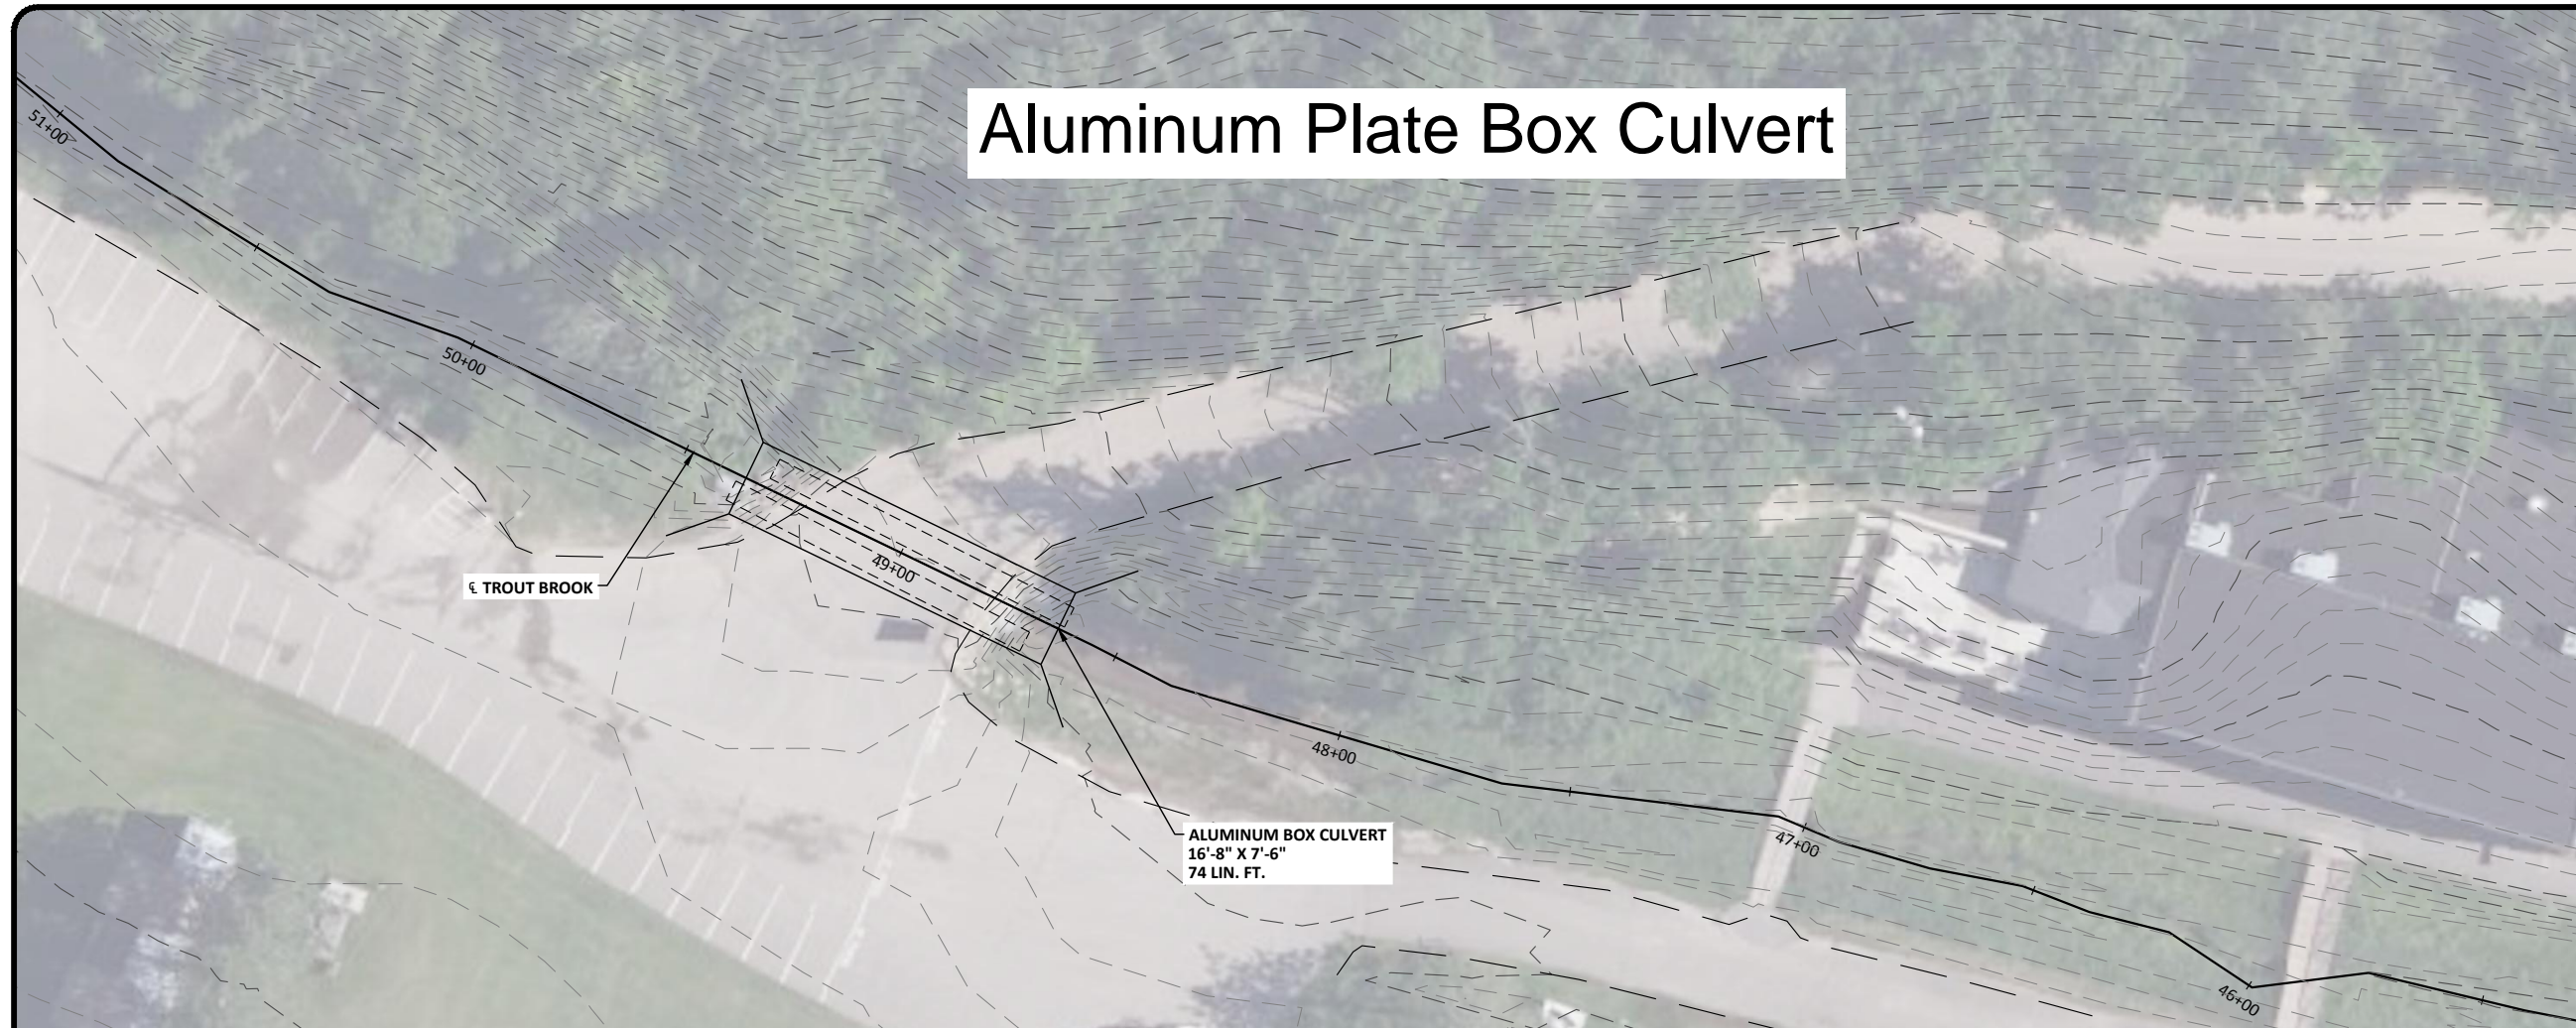 Aluminum Plate Box Culvert
51+00
50+00
49+00
℄ TROUT BROOK
48+00
ALUMINUM BOX CULVERT
16'-8" X 7'-6"
74 LIN. FT.
47+00
46+00